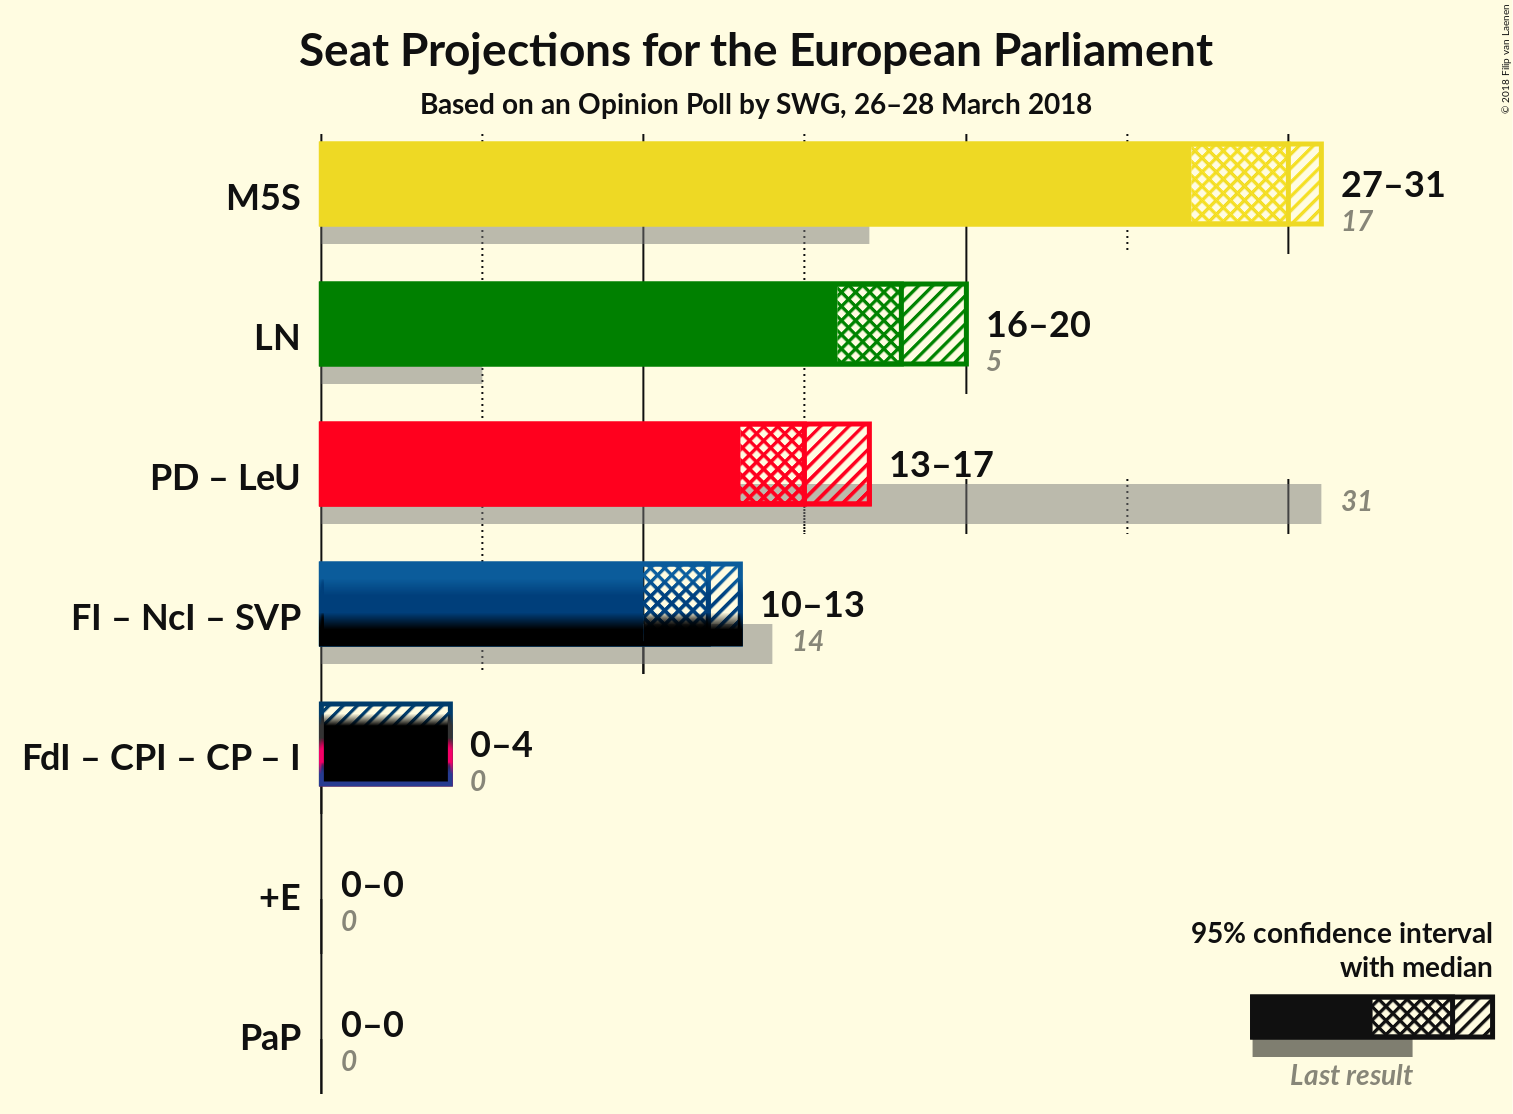 Seat Projections for the European Parliament
Based on an Opinion Poll by SWG, 26–28 March 2018
© 2018 Filip van Laenen
M5S
27–31
17
LN
16–20
5
PD – LeU
13–17
31
FI – NcI – SVP
10–13
14
FdI – CPI – CP – I
0–4
0
+E
0–0
0
PaP
0–0
0
95% confidence interval
with median
Last result